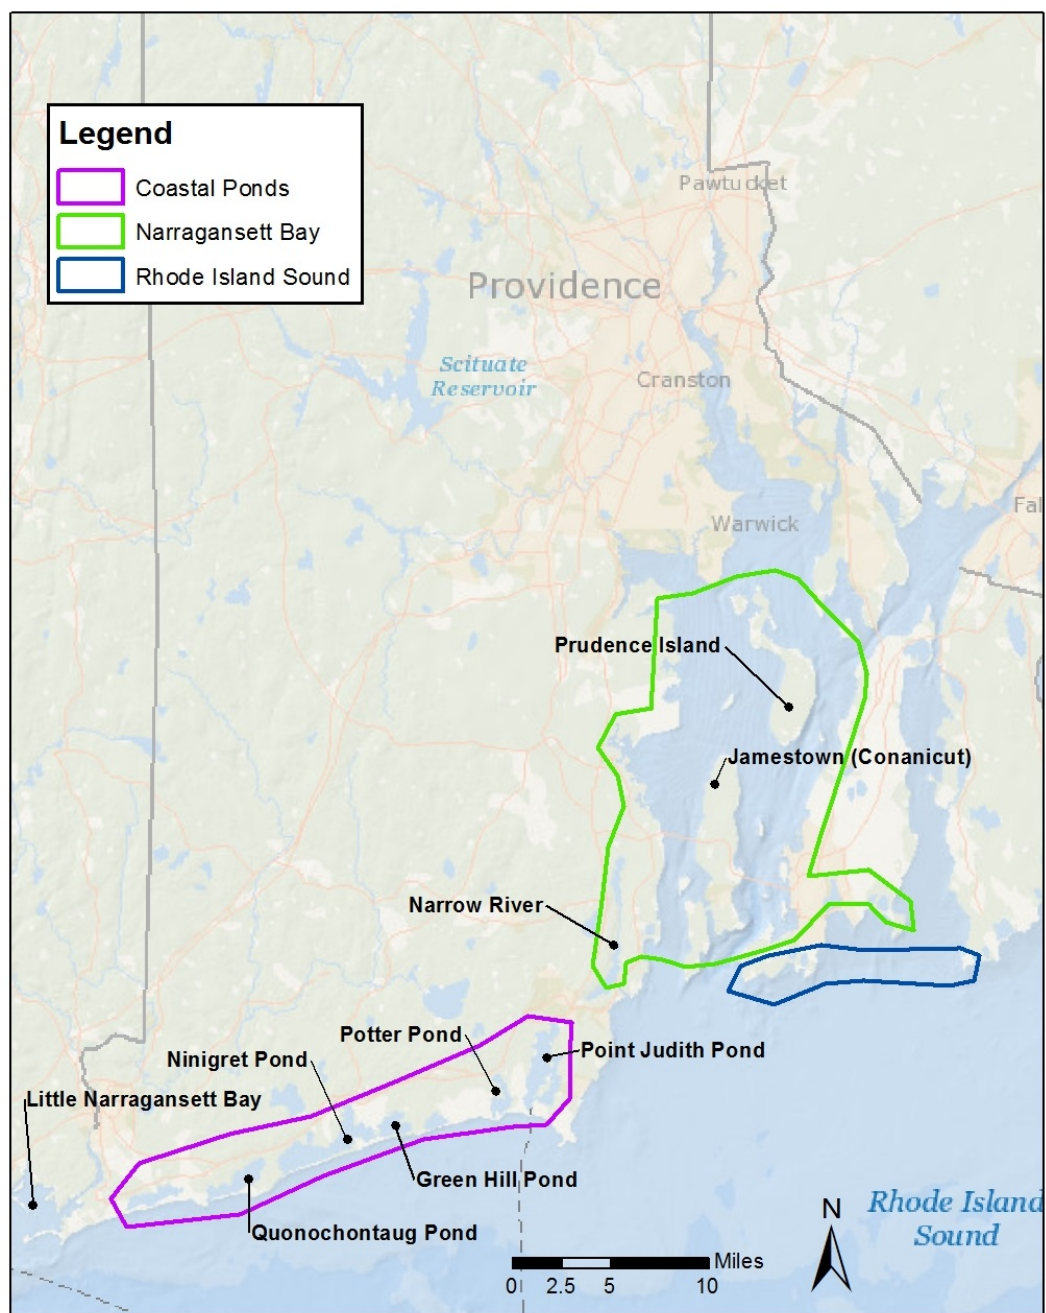 Legend
Coastal Ponds
Narragansett Bay
Rhode Island Sound
Pawtucket
Providence
Scituate
Reservoir
Cranston
Fal
Warwick
Prudence Island
Jamestown (Conanicut)
Narrow River
Potter Pond
Point Judith Pond
Ninigret Pond
Little Narragansett Bay
Green Hill Pond
Quonochontaug Pond
N
Rhode Island
Sound
Miles
0 2.5 5 10